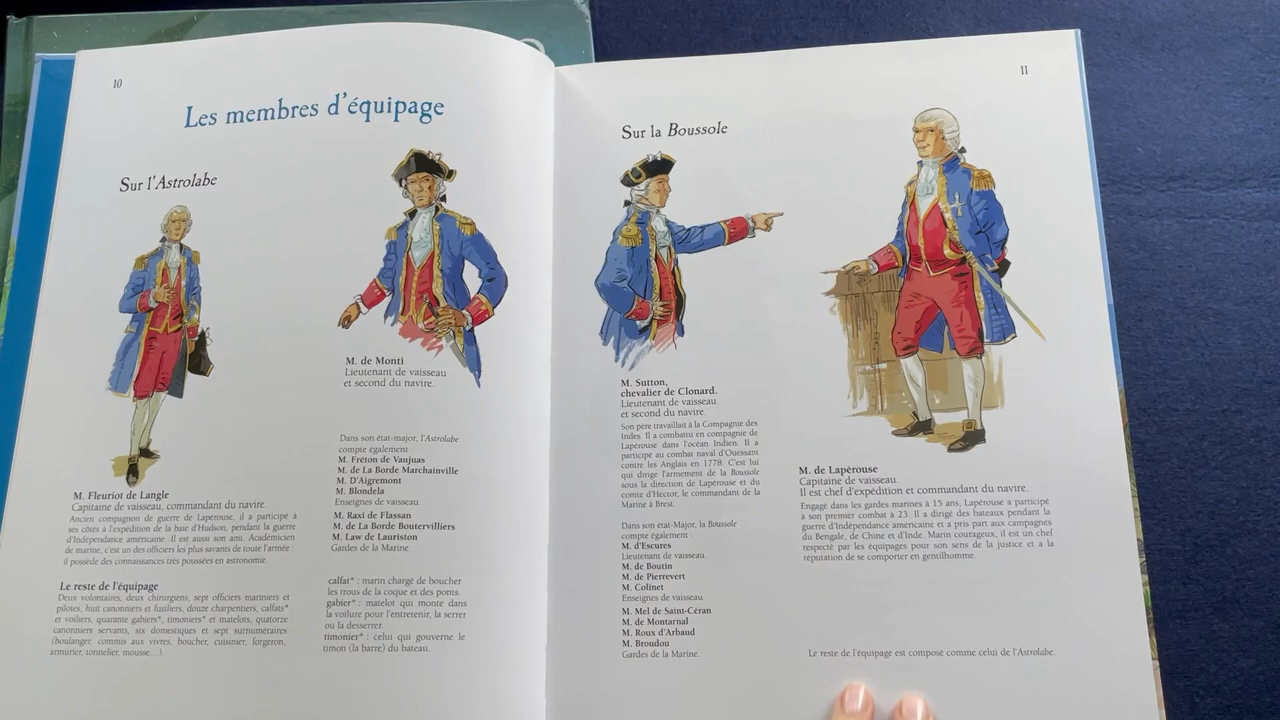 10
Les membres d'équipage
Sur l'Astrolabe
M. Fleuriot de Langle
Capitaine de vaisseau, commandant du navire.
Ancien compagnon de guerre de Lapérouse, il a participé à
ses côtés à l'expédition de la baie d'Hudson, pendant la guerre
d'Indépendance américaine. Il est aussi son ami. Académicien
de marine, c'est un des officiers les plus savants de toute l'armée
il possède des connaissances très poussées en astronomie.
Le reste de l'équipage
Deux volontaires, deux chirurgiens, sept officiers mariniers et
pilotes, huit canonniers et fusiliers, douze charpentiers, calfats*
et voiliers, quarante gabiers*, timoniers* et matelots, quatorze
canonniers servants, six domestiques et sept surnuméraires
(boulanger, commis aux vivres, boucher, cuisinier, forgeron,
armurier, tonnelier, mousse…).
M. de Monti
Lieutenant de vaisseau
et second du navire.
Dans son état-major, l'Astrolabe
compte également :
M. Fréton de Vaujuas
M. de La Borde Marchainville
M. D'Aigremont
M. Blondela
Enseignes de vaisseau.
M. Raxi de Flassan
M. de La Borde Boutervilliers
M. Law de Lauriston
Gardes de la Marine.
calfat* : marin chargé de boucher
les trous de la coque et des ponts.
gabier* : matelot qui monte dans
la voilure pour l'entretenir, la serrer
ou la desserrer.
timonier* : celui qui gouverne le
timon (la barre) du bateau.
11
Sur la Boussole
M. Sutton,
chevalier de Clonard.
Lieutenant de vaisseau
et second du navire.
Son père travaillait à la Compagnie des
Indes. Il a combattu en compagnie de
Lapérouse dans l'océan Indien. Il a
participé au combat naval d'Ouessant
contre les Anglais en 1778. C'est lui
qui dirige l'armement de la Boussole
sous la direction de Lapérouse et du
comte d'Hector, le commandant de la
Marine à Brest.
Dans son état-Major, la Boussole
compte également :
M. d'Escures
Lieutenant de vaisseau.
M. de Boutin
M. de Pierrevert
M. Colinet
Enseignes de vaisseau.
M. Mel de Saint-Céran
M. de Montarnal
M. Roux d'Arbaud
M. Broudou
Gardes de la Marine.
M. de Lapérouse
Capitaine de vaisseau.
Il est chef d'expédition et commandant du navire.
Engagé dans les gardes marines à 15 ans, Lapérouse a participé
à son premier combat à 23. Il a dirigé des bateaux pendant la
guerre d'Indépendance américaine et a pris part aux campagnes
du Bengale, de Chine et d'Inde. Marin courageux, il est un chef
respecté par les équipages pour son sens de la justice et a la
réputation de se comporter en gentilhomme.
Le reste de l'équipage est composé comme celui de l'Astrolabe.